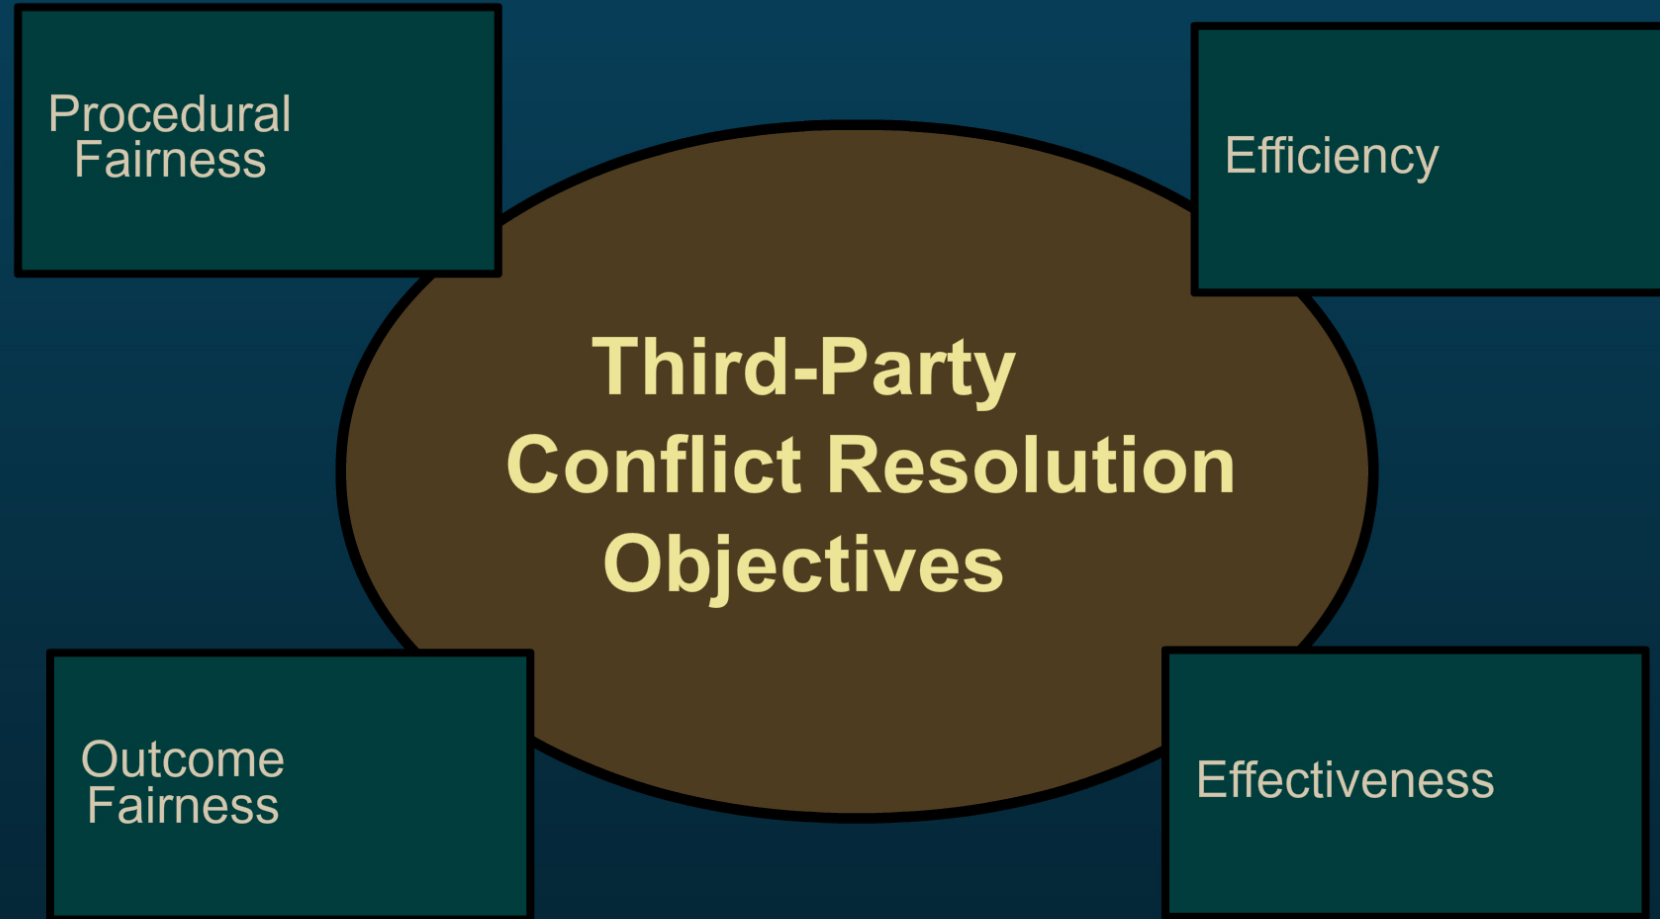 Procedural
Fairness
Efficiency
Third-Party
Conflict Resolution
Objectives
Outcome
Fairness
Effectiveness